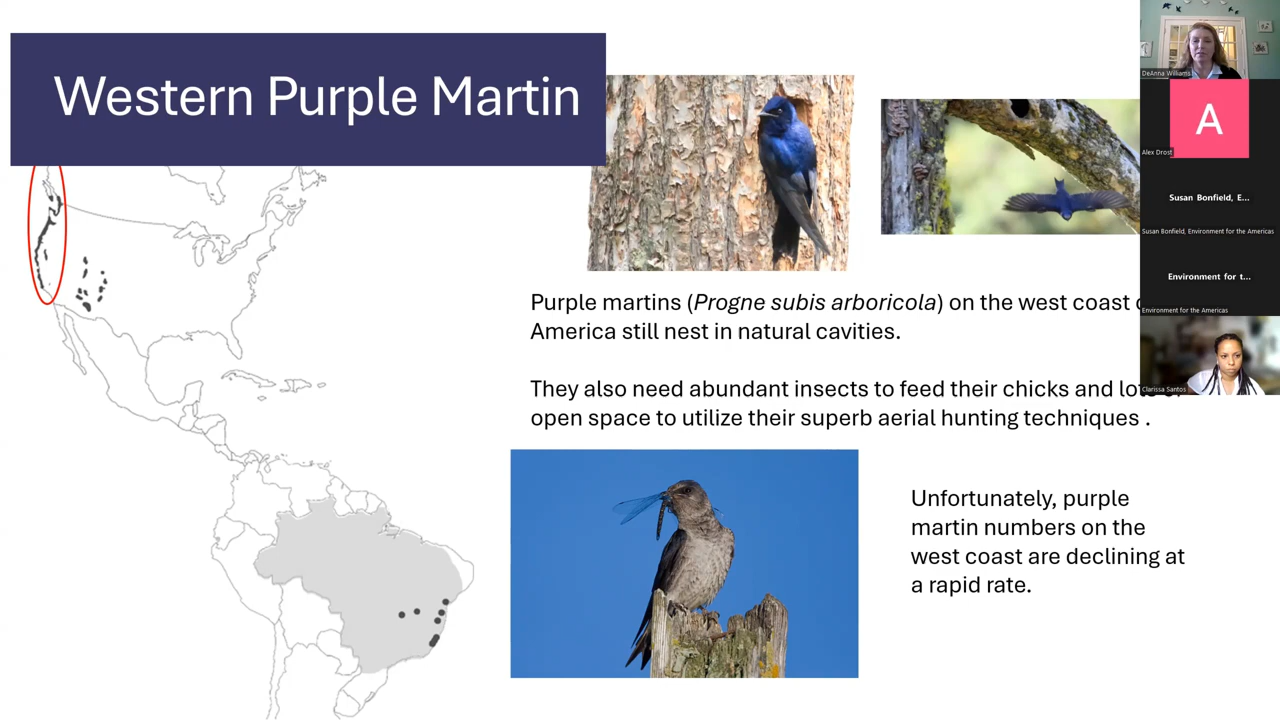 Western Purple Martin
Purple martins (Progne subis arboricola) on the west coast
America still nest in natural cavities.
They also need abundant insects to feed their chicks and lots of
open space to utilize their superb aerial hunting techniques .
Unfortunately, purple
martin numbers on the
west coast are declining at
a rapid rate.
DeAnna Williams
A
Alex Drost
Susan Bonfield, E...
Susan Bonfield, Environment for the Americas
Environment for t...
Environment for the Americas
Clarissa Santos